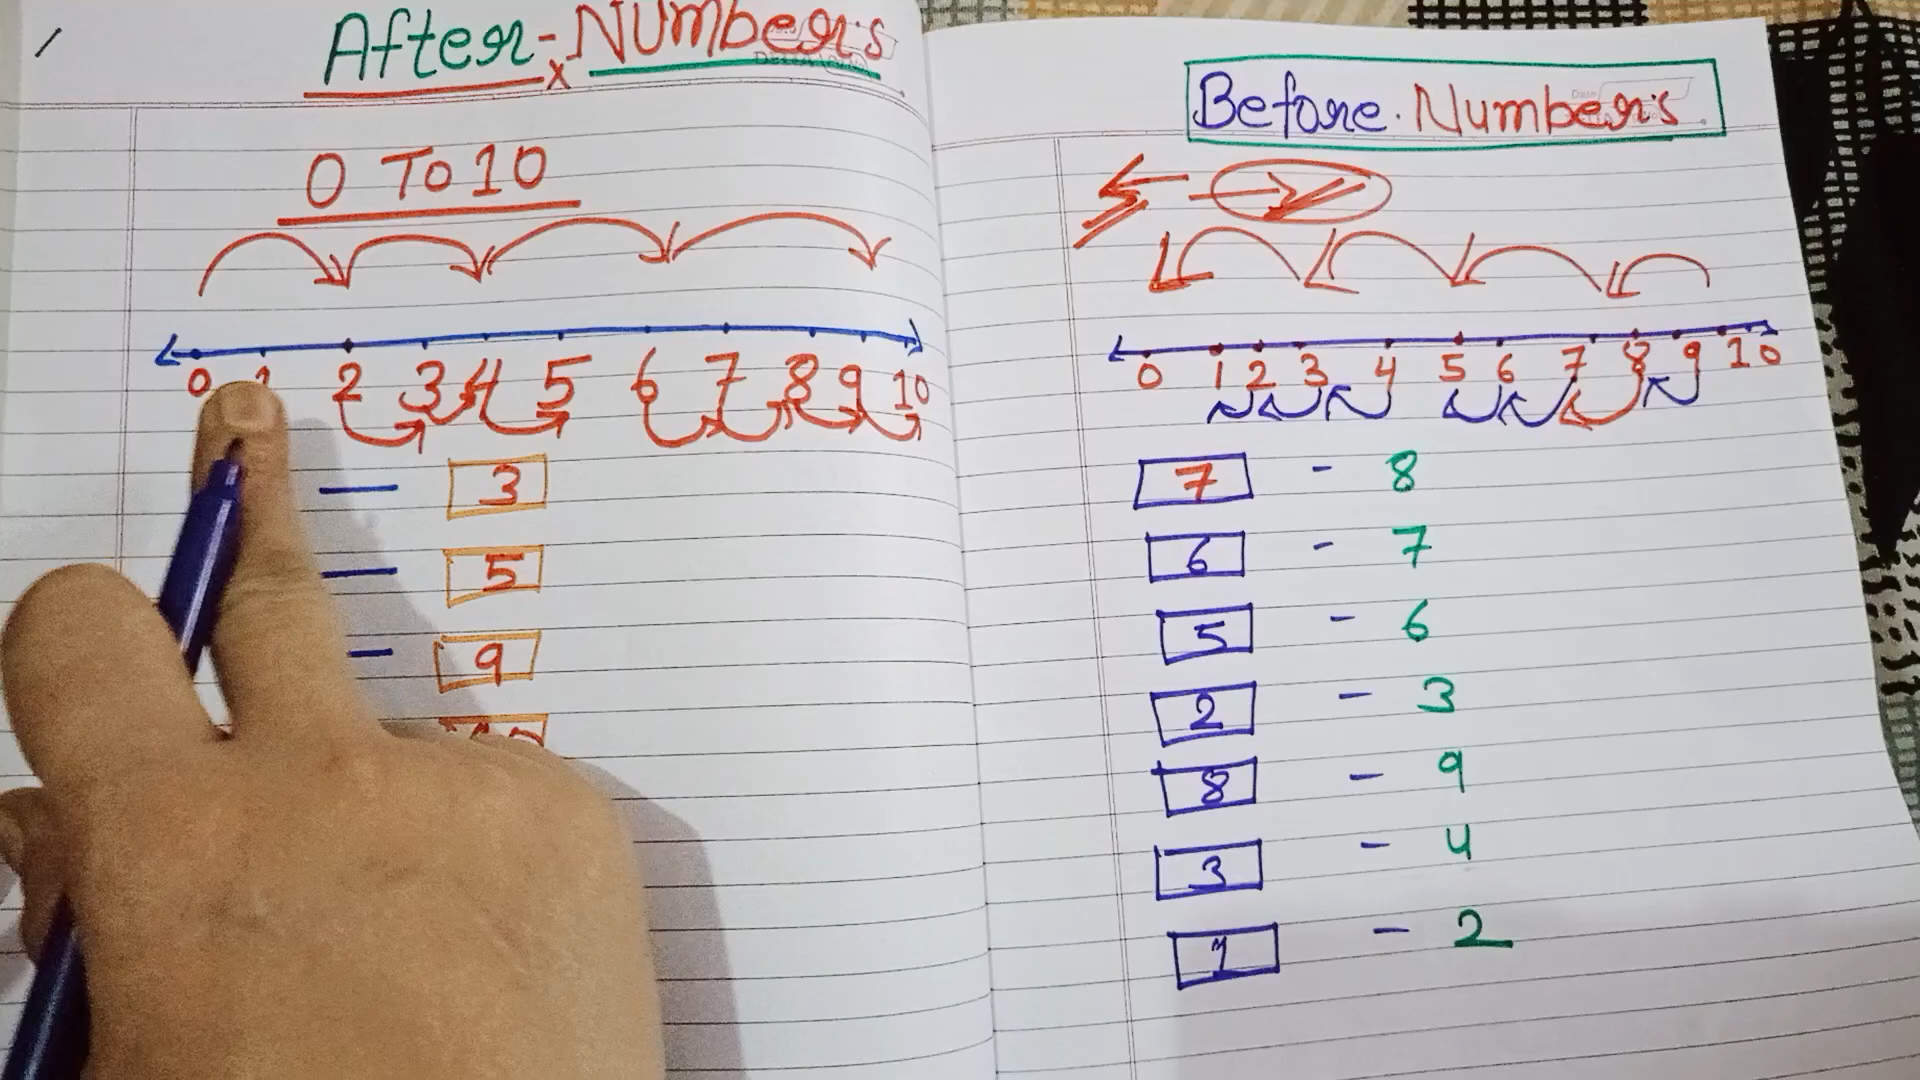 After-Numbers
x
0 To 10
0 1 2 3 4 5 6 7 8 9 10
— 3
— 5
— 9
Before Numbers
0 1 2 3 4 5 6 7 8 9 10
7 - 8
6 - 7
5 - 6
2 - 3
8 - 9
3 - 4
1 - 2